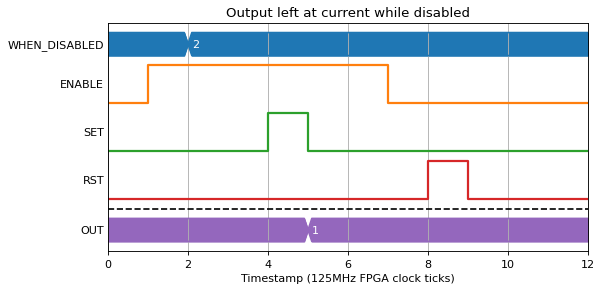 Output left at current while disabled
WHEN_DISABLED
2
ENABLE
SET
RST
OUT
1
0 2 4 6 8 10 12
Timestamp (125MHz FPGA clock ticks)